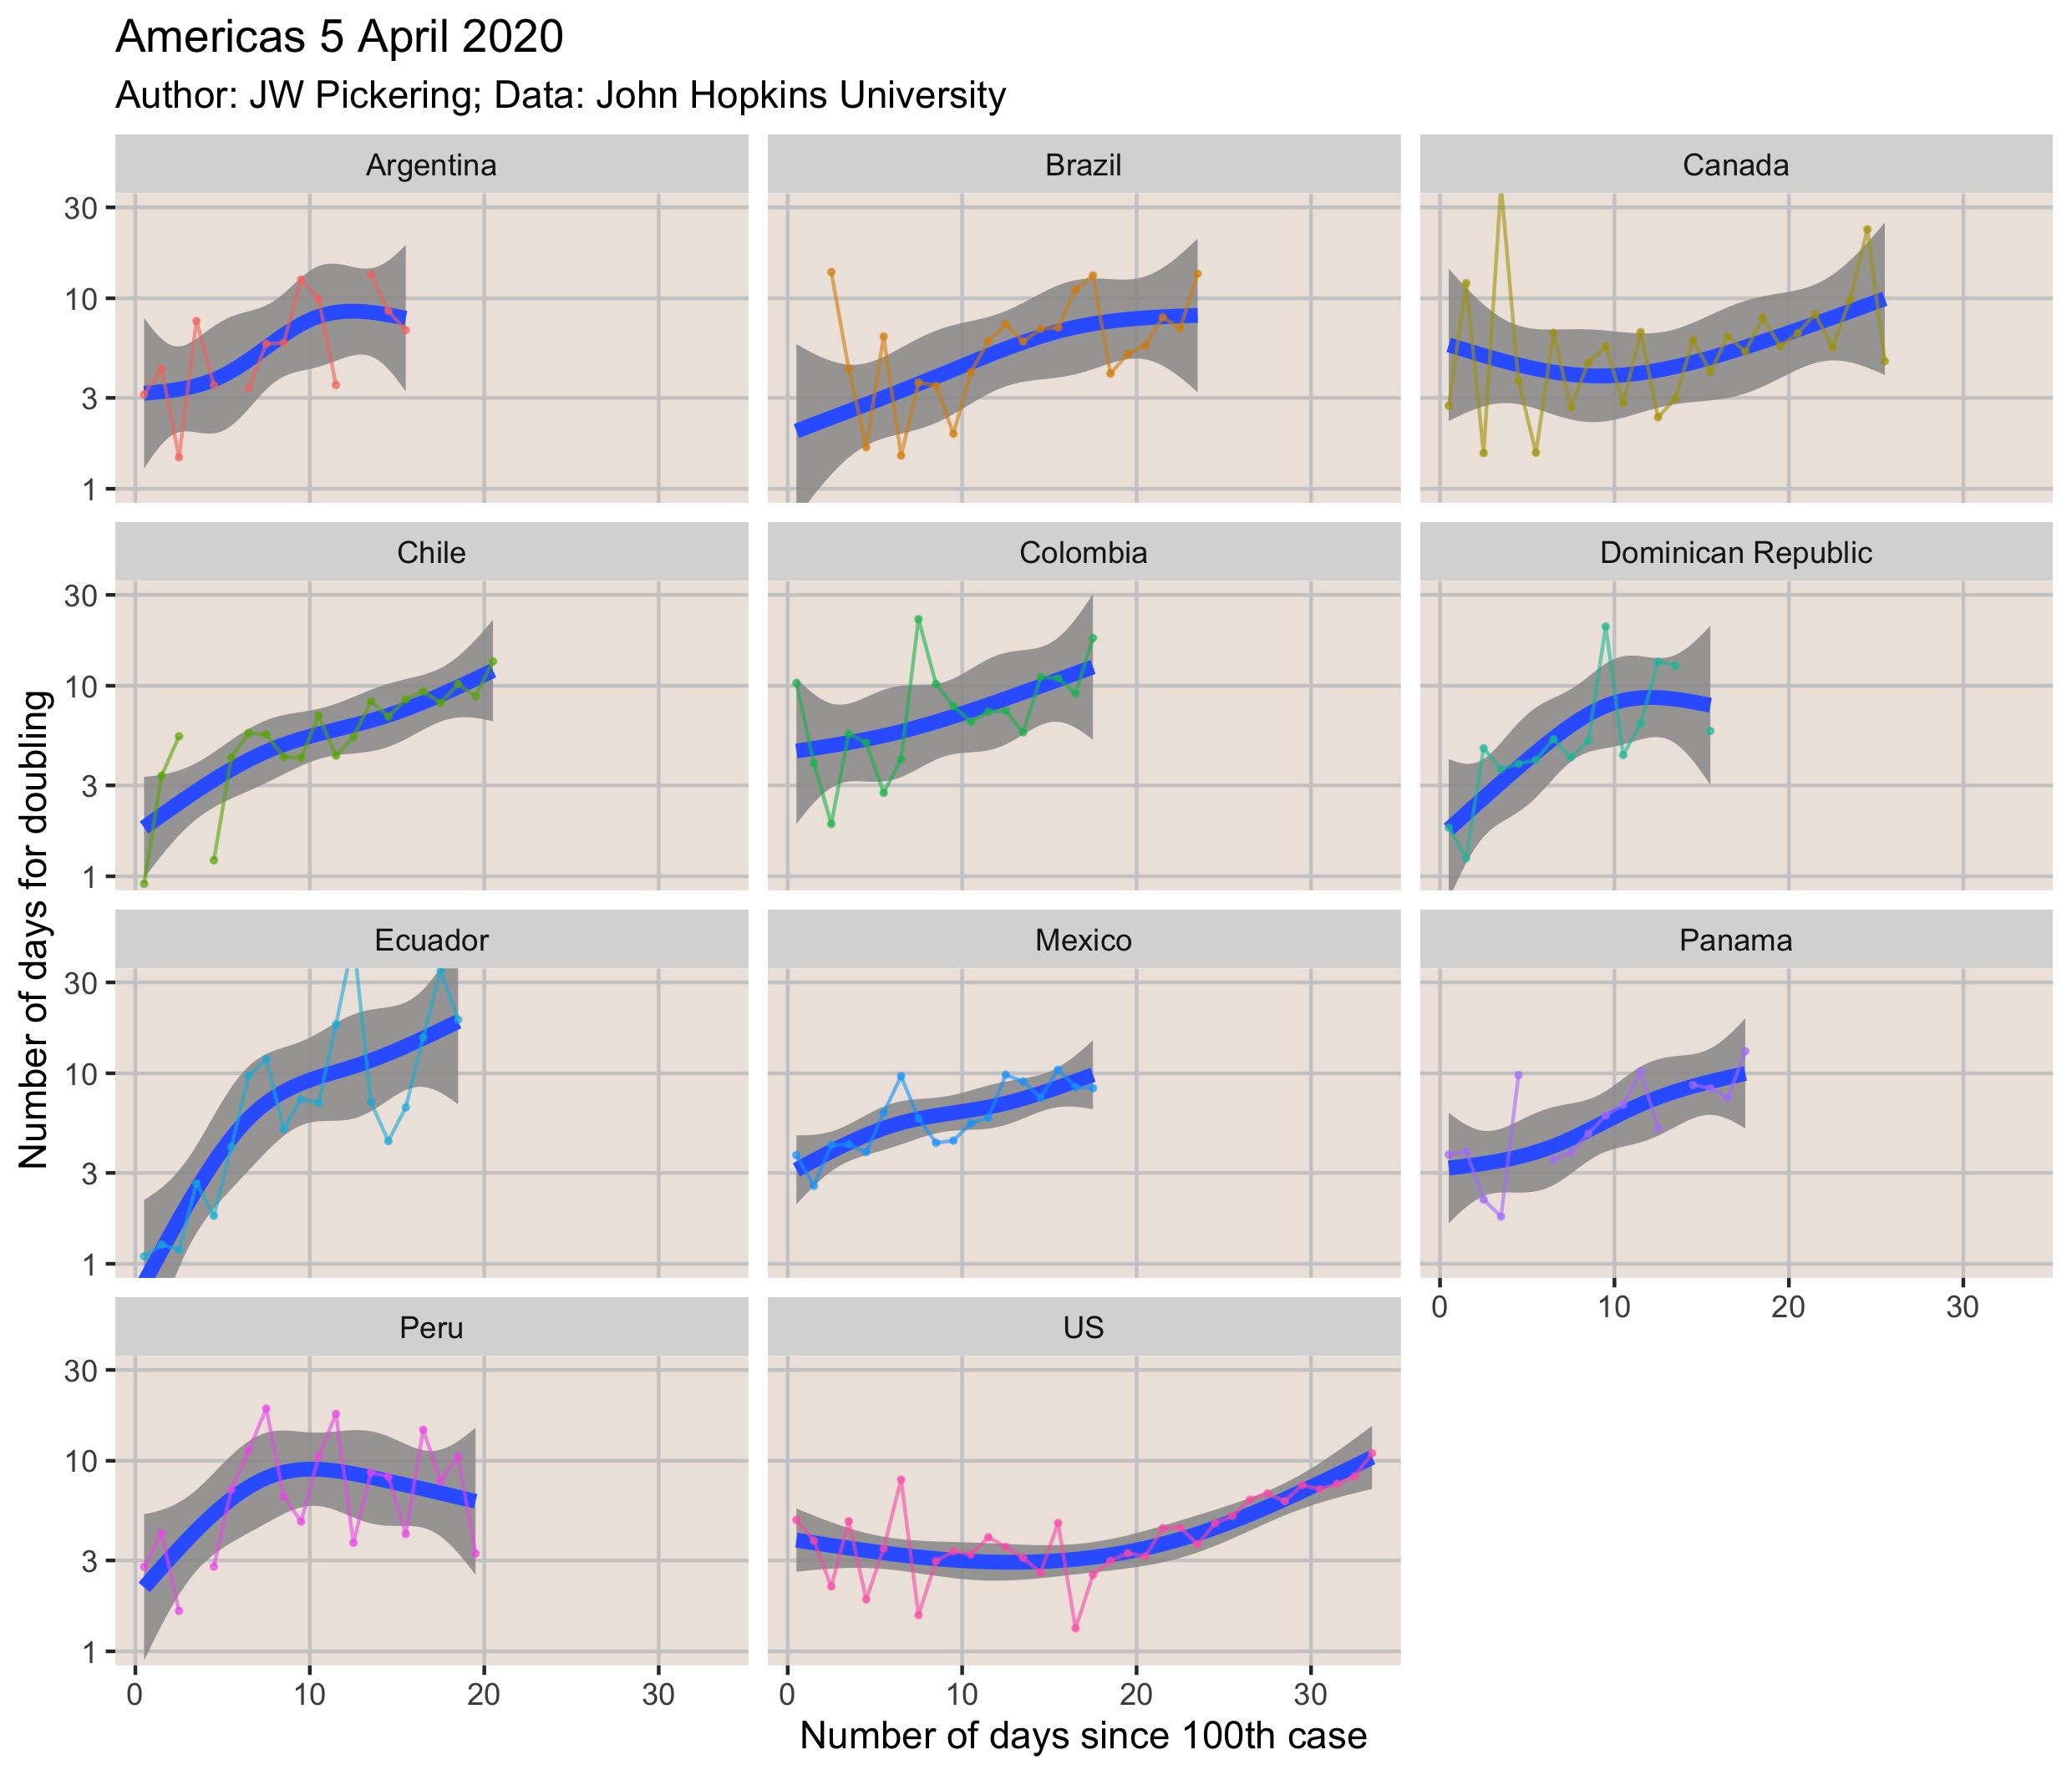 Americas 5 April 2020
Author: JW Pickering; Data: John Hopkins University
Argentina
Brazil
Canada
30
10
3
1
Chile
Colombia
Dominican Republic
30
10
3
1
Number of days for doubling
Ecuador
Mexico
Panama
30
10
3
1
0 10 20 30
Peru
US
30
10
3
1
0 10 20 30
0 10 20 30
Number of days since 100th case